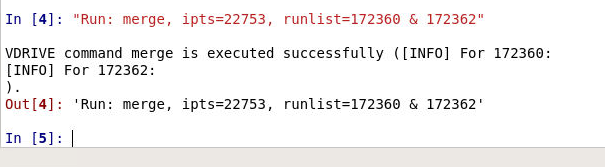 In [4]: "Run: merge, ipts=22753, runlist=172360 & 172362"
VDRIVE command merge is executed successfully ([INFO] For 172360:
[INFO] For 172362:
).
Out[4]: 'Run: merge, ipts=22753, runlist=172360 & 172362'
In [5]: